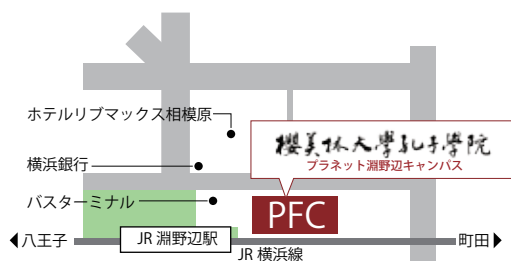 ホテルリブマックス相模原
櫻美林大學孔子學院
プラネット淵野辺キャンパス
横浜銀行
バスターミナル
PFC
八王子
JR 淵野辺駅
JR 横浜線
町田